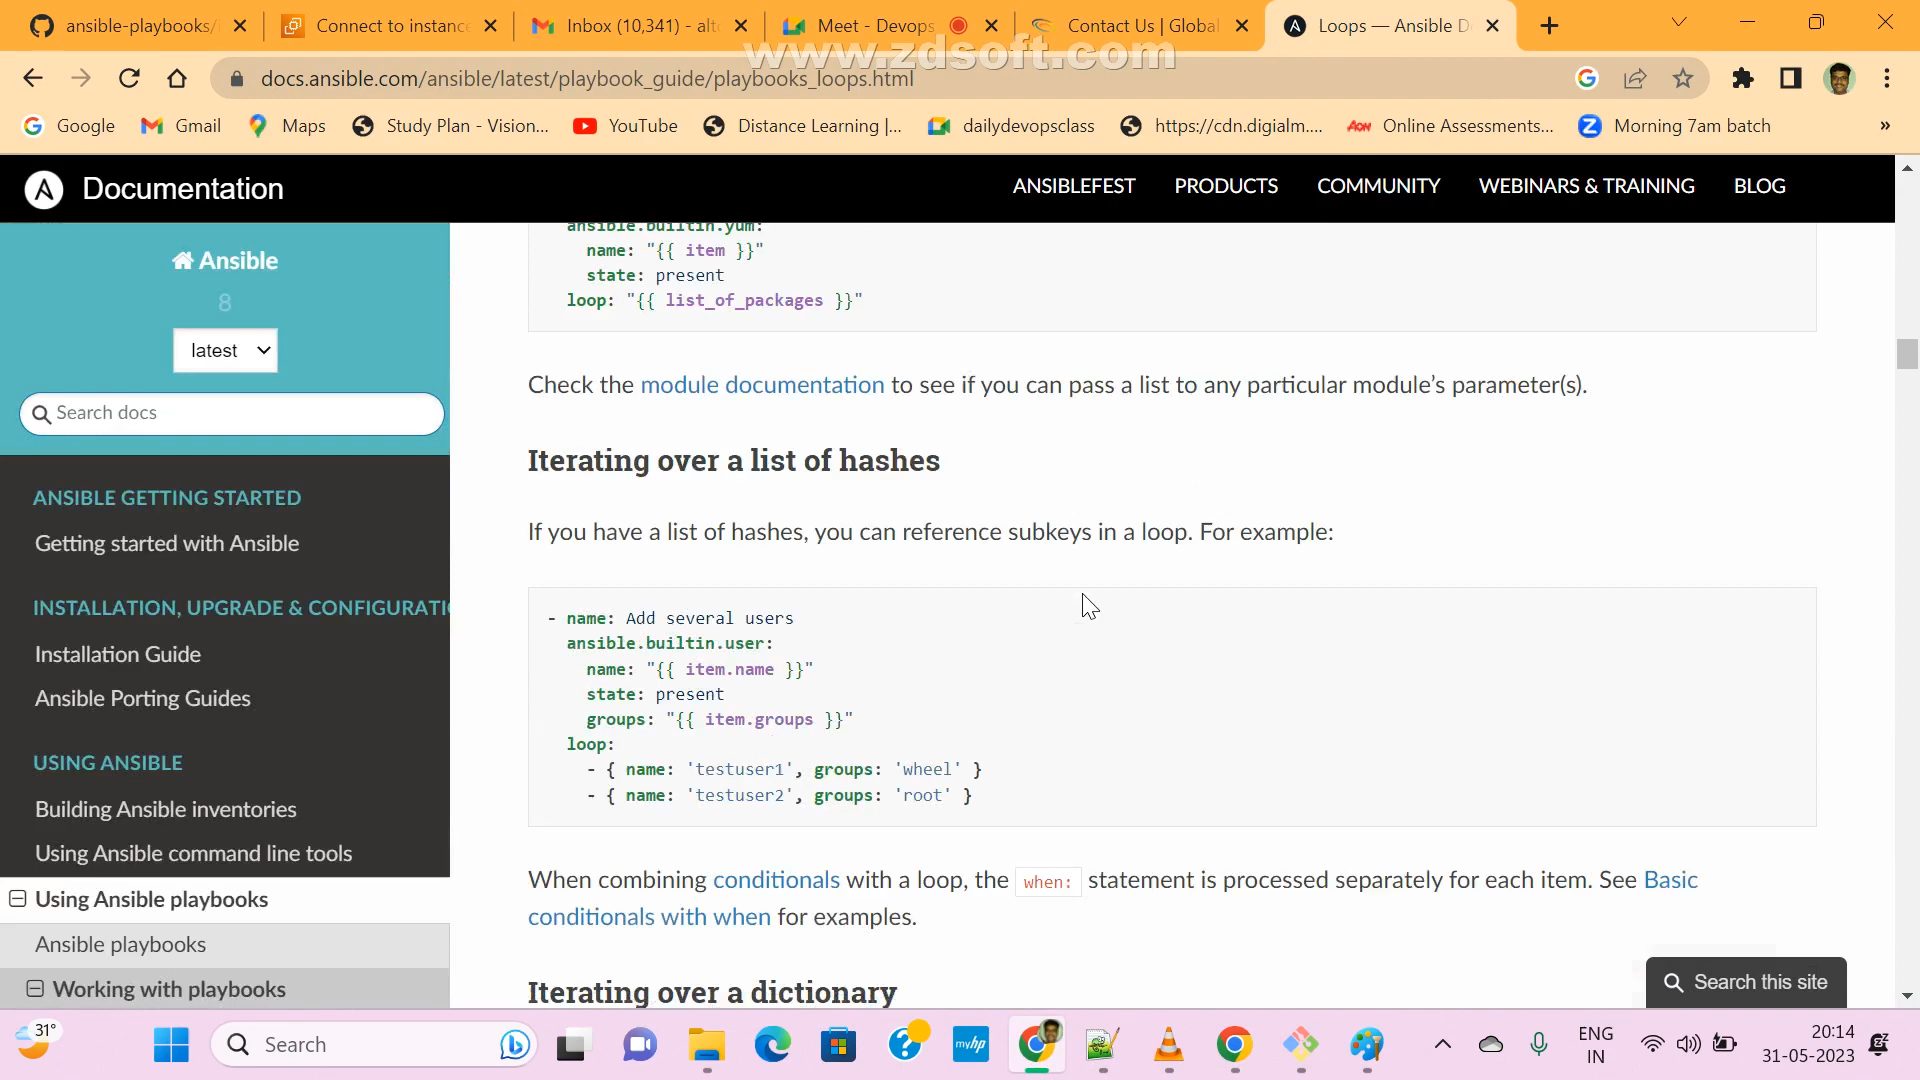 ansible-playbooks/
Connect to instance
Inbox (10,341) - alt
Meet - Devops
Contact Us | Global
Loops — Ansible D
www.zdsoft.com
docs.ansible.com/ansible/latest/playbook_guide/playbooks_loops.html
Google
Gmail
Maps
Study Plan - Vision...
YouTube
Distance Learning |...
dailydevopsclass
https://cdn.digialm....
Online Assessments...
Morning 7am batch
»
Documentation
ANSIBLEFEST
PRODUCTS
COMMUNITY
WEBINARS & TRAINING
BLOG
Ansible
8
latest
Search docs
ANSIBLE GETTING STARTED
Getting started with Ansible
INSTALLATION, UPGRADE & CONFIGURATI
Installation Guide
Ansible Porting Guides
USING ANSIBLE
Building Ansible inventories
Using Ansible command line tools
Using Ansible playbooks
Ansible playbooks
Working with playbooks
ansible.builtin.yum:
name: "{{ item }}"
state: present
loop: "{{ list_of_packages }}"
Check the module documentation to see if you can pass a list to any particular module’s parameter(s).
Iterating over a list of hashes
If you have a list of hashes, you can reference subkeys in a loop. For example:
- name: Add several users
ansible.builtin.user:
name: "{{ item.name }}"
state: present
groups: "{{ item.groups }}"
loop:
- { name: 'testuser1', groups: 'wheel' }
- { name: 'testuser2', groups: 'root' }
When combining conditionals with a loop, the when: statement is processed separately for each item. See Basic
conditionals with when for examples.
Iterating over a dictionary
Search this site
31°
Search
myhp
ENG
IN
20:14
31-05-2023